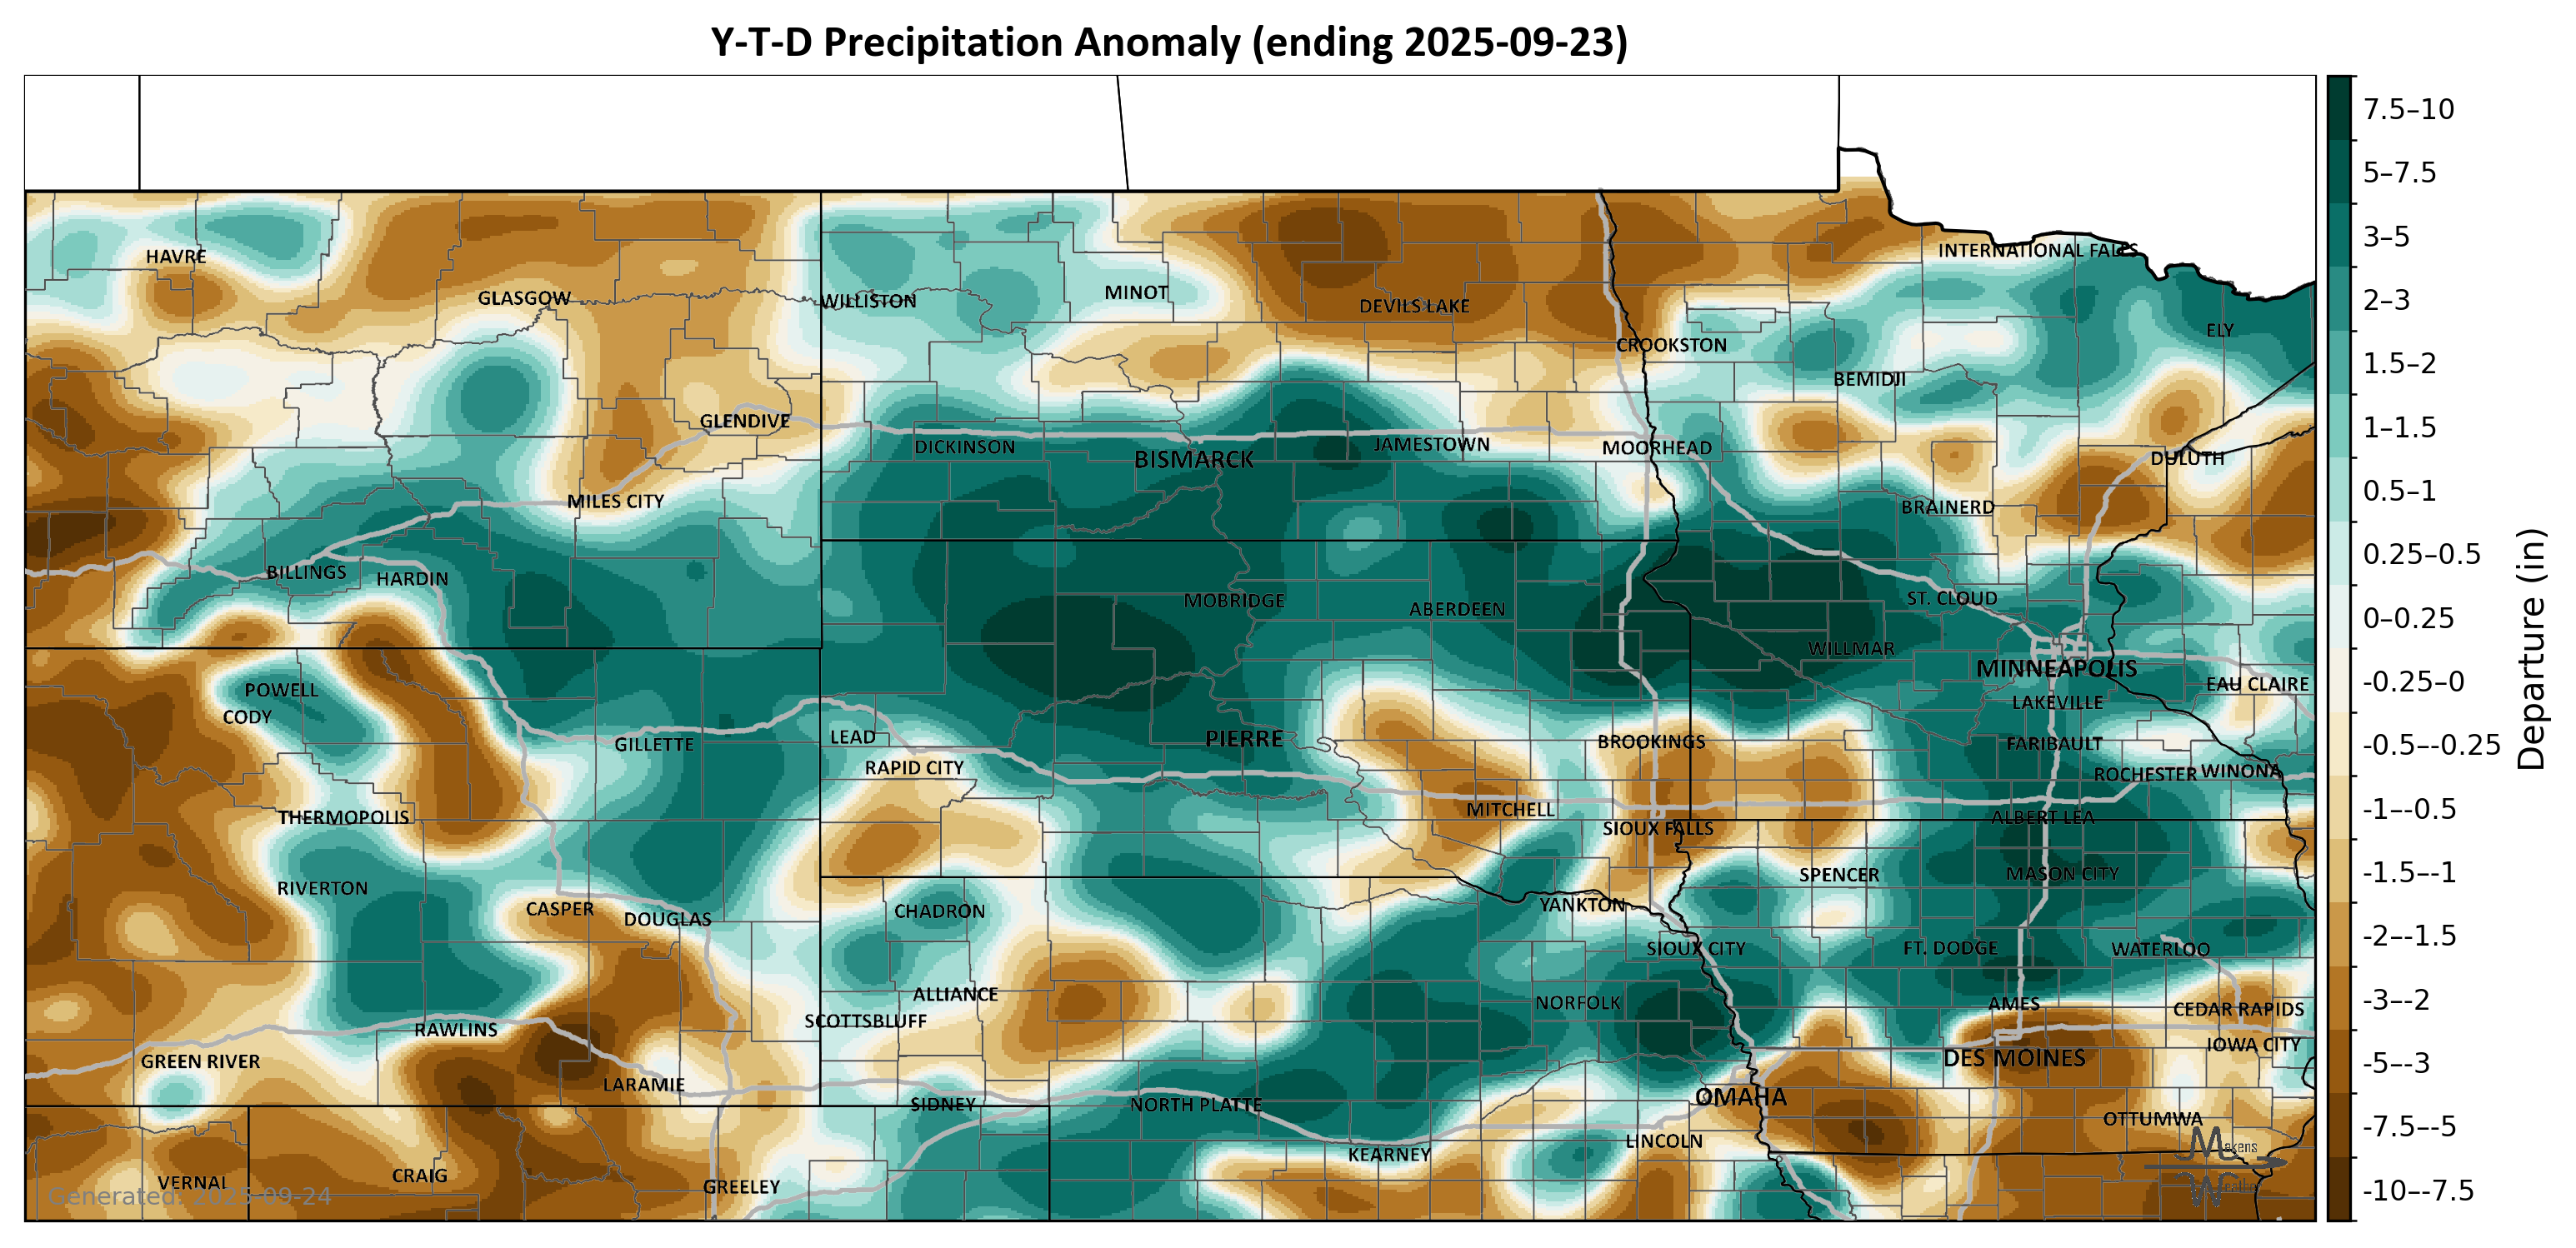 Y-T-D Precipitation Anomaly (ending 2025-09-23)
7.5–10
5–7.5
3–5
2–3
1.5–2
1–1.5
0.5–1
0.25–0.5
0–0.25
-0.25–0
-0.5–-0.25
-1–-0.5
-1.5–-1
-2–-1.5
-3–-2
-5–-3
-7.5–-5
-10–-7.5
Departure (in)
HAVRE
INTERNATIONAL FALLS
GLASGOW
WILLISTON
MINOT
DEVILS LAKE
ELY
CROOKSTON
BEMIDJI
GLENDIVE
DICKINSON
BISMARCK
JAMESTOWN
MOORHEAD
DULUTH
MILES CITY
BRAINERD
BILLINGS
HARDIN
MOBRIDGE
ABERDEEN
ST. CLOUD
WILLMAR
MINNEAPOLIS
POWELL
EAU CLAIRE
CODY
LAKEVILLE
GILLETTE
LEAD
PIERRE
BROOKINGS
FARIBAULT
RAPID CITY
ROCHESTER
WINONA
THERMOPOLIS
MITCHELL
SIOUX FALLS
ALBERT LEA
RIVERTON
SPENCER
MASON CITY
CASPER
DOUGLAS
CHADRON
YANKTON
SIOUX CITY
FT. DODGE
WATERLOO
ALLIANCE
NORFOLK
AMES
CEDAR RAPIDS
SCOTTSBLUFF
RAWLINS
IOWA CITY
GREEN RIVER
DES MOINES
LARAMIE
OMAHA
SIDNEY
NORTH PLATTE
OTTUMWA
LINCOLN
KEARNEY
Makens
Weather
VERNAL
CRAIG
GREELEY
Generated: 2025-09-24